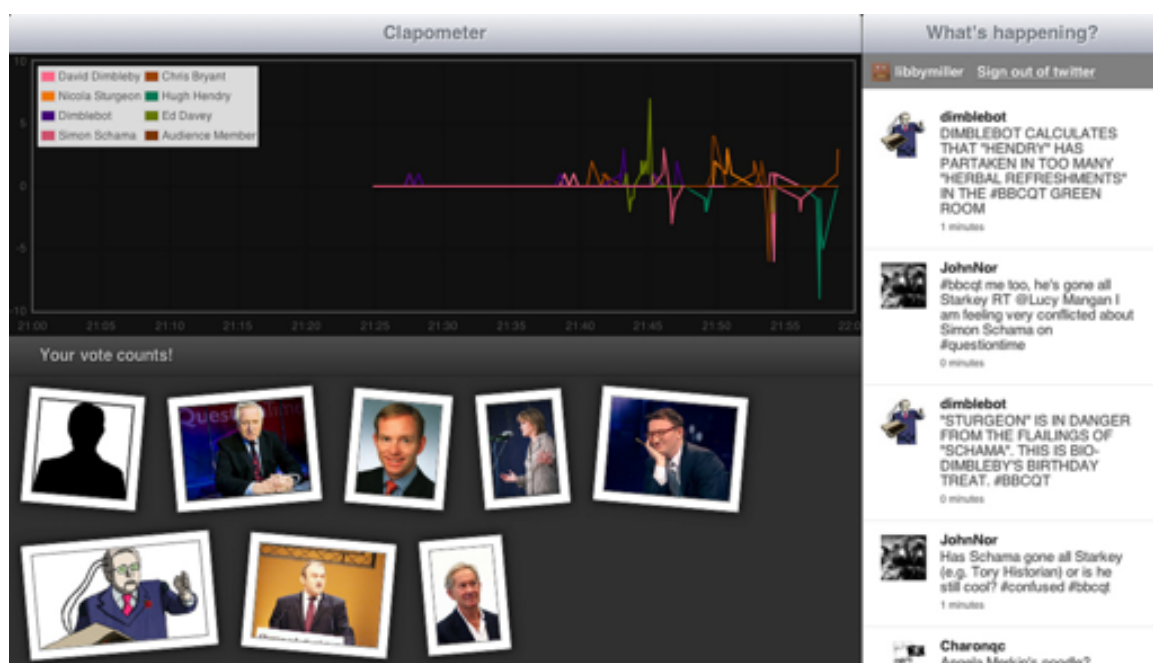 Clapometer
10
5
0
-5
-10
David Dimbleby
Chris Bryant
Nicola Sturgeon
Hugh Hendry
Dimblebot
Ed Davey
Simon Schama
Audience Member
21:00 21:05 21:10 21:15 21:20 21:25 21:30 21:35 21:40 21:45 21:50 21:55 22:0
Your vote counts!
What's happening?
libbymiller Sign out of twitter
dimblebot
DIMBLEBOT CALCULATES
THAT "HENDRY" HAS
PARTAKEN IN TOO MANY
"HERBAL REFRESHMENTS"
IN THE #BBCQT GREEN
ROOM
1 minutes
JohnNor
#bbcqt me too, he's gone all
Starkey RT @Lucy Mangan I
am feeling very conflicted about
Simon Schama on
#questiontime
0 minutes
dimblebot
"STURGEON" IS IN DANGER
FROM THE FLAILINGS OF
"SCHAMA". THIS IS BIO-
DIMBLEBY'S BIRTHDAY
TREAT. #BBCQT
0 minutes
JohnNor
Has Schama gone all Starkey
(e.g. Tory Historian) or is he
still cool? #confused #bbcqt
1 minutes
Charonqc
Angela Merkin's noodle?